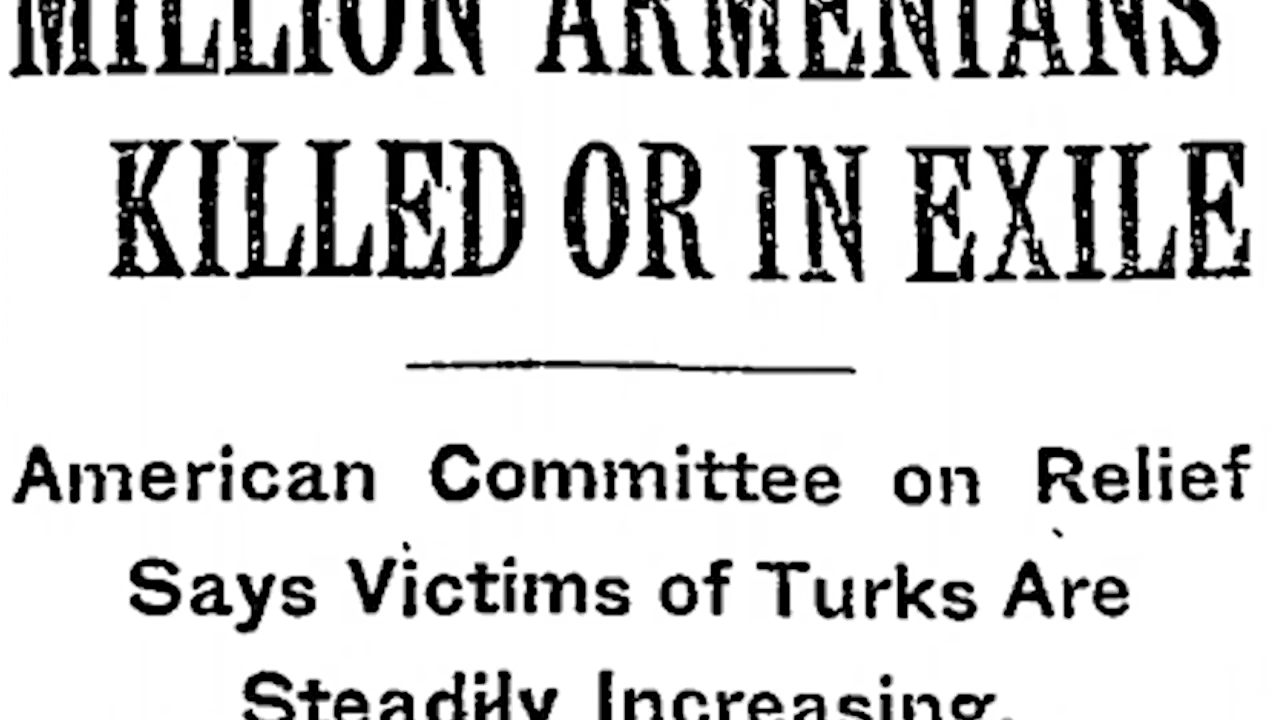 MILLION ARMENIANS
KILLED OR IN EXILE
American Committee on Relief
Says Victims of Turks Are
Steadily Increasing.